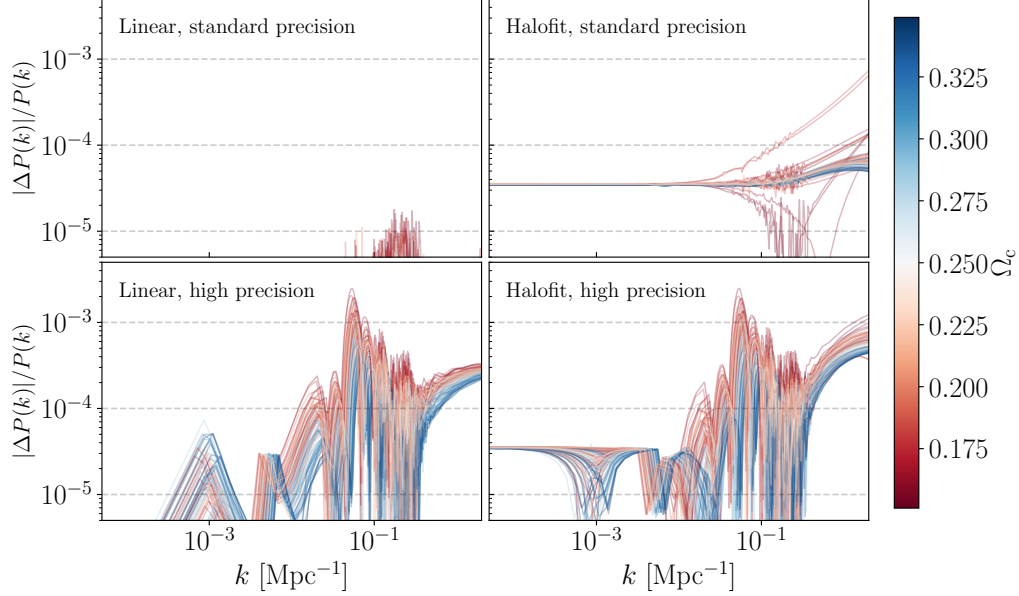 Linear, standard precision
Halofit, standard precision
|ΔP(k)|/P(k)
10⁻³
10⁻⁴
10⁻⁵
Linear, high precision
Halofit, high precision
|ΔP(k)|/P(k)
10⁻³
10⁻⁴
10⁻⁵
10⁻³
10⁻¹
10⁻³
10⁻¹
k [Mpc⁻¹]
k [Mpc⁻¹]
0.325
0.300
0.275
0.250
0.225
0.200
0.175
Ω_c